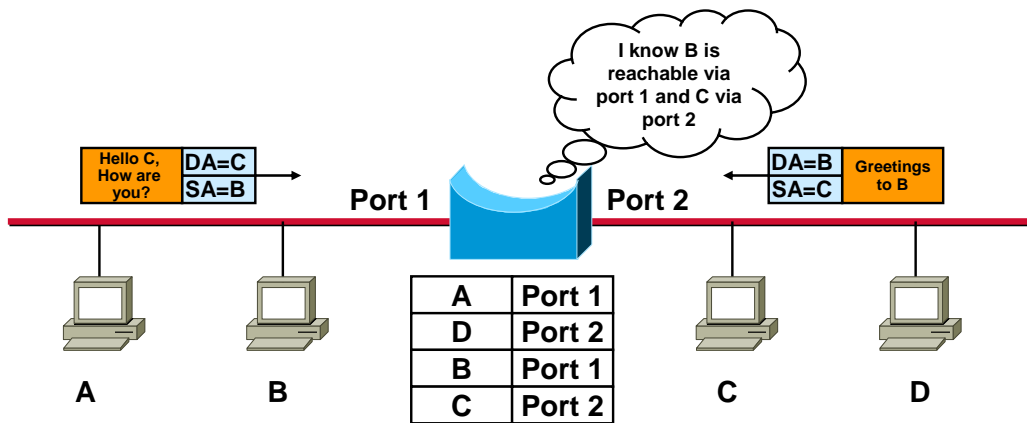 I know B is
reachable via
port 1 and C via
port 2
Hello C,
How are
you?
DA=C
SA=B
DA=B
SA=C
Greetings
to B
Port 1
Port 2
A Port 1
D Port 2
B Port 1
C Port 2
A
B
C
D